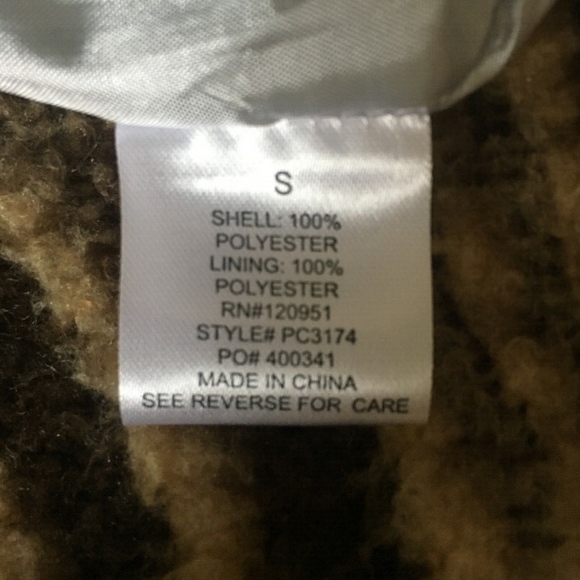 S
SHELL: 100%
POLYESTER
LINING: 100%
POLYESTER
RN#120951
STYLE# PC3174
PO# 400341
MADE IN CHINA
SEE REVERSE FOR CARE